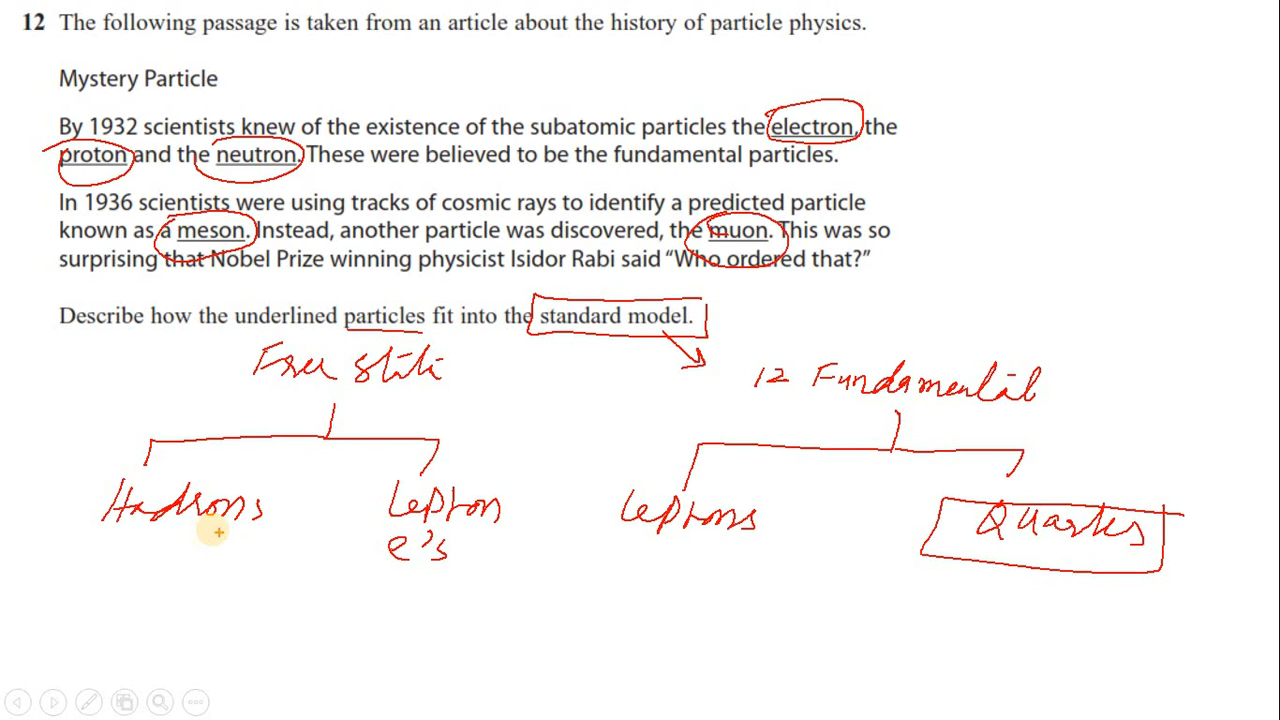 12 The following passage is taken from an article about the history of particle physics.
Mystery Particle
By 1932 scientists knew of the existence of the subatomic particles the electron, the
proton and the neutron. These were believed to be the fundamental particles.
In 1936 scientists were using tracks of cosmic rays to identify a predicted particle
known as a meson. Instead, another particle was discovered, the muon. This was so
surprising that Nobel Prize winning physicist Isidor Rabi said “Who ordered that?”
Describe how the underlined particles fit into the standard model.
Free State
12 Fundamental
Hadrons Lepton Leptons Quarks
e's